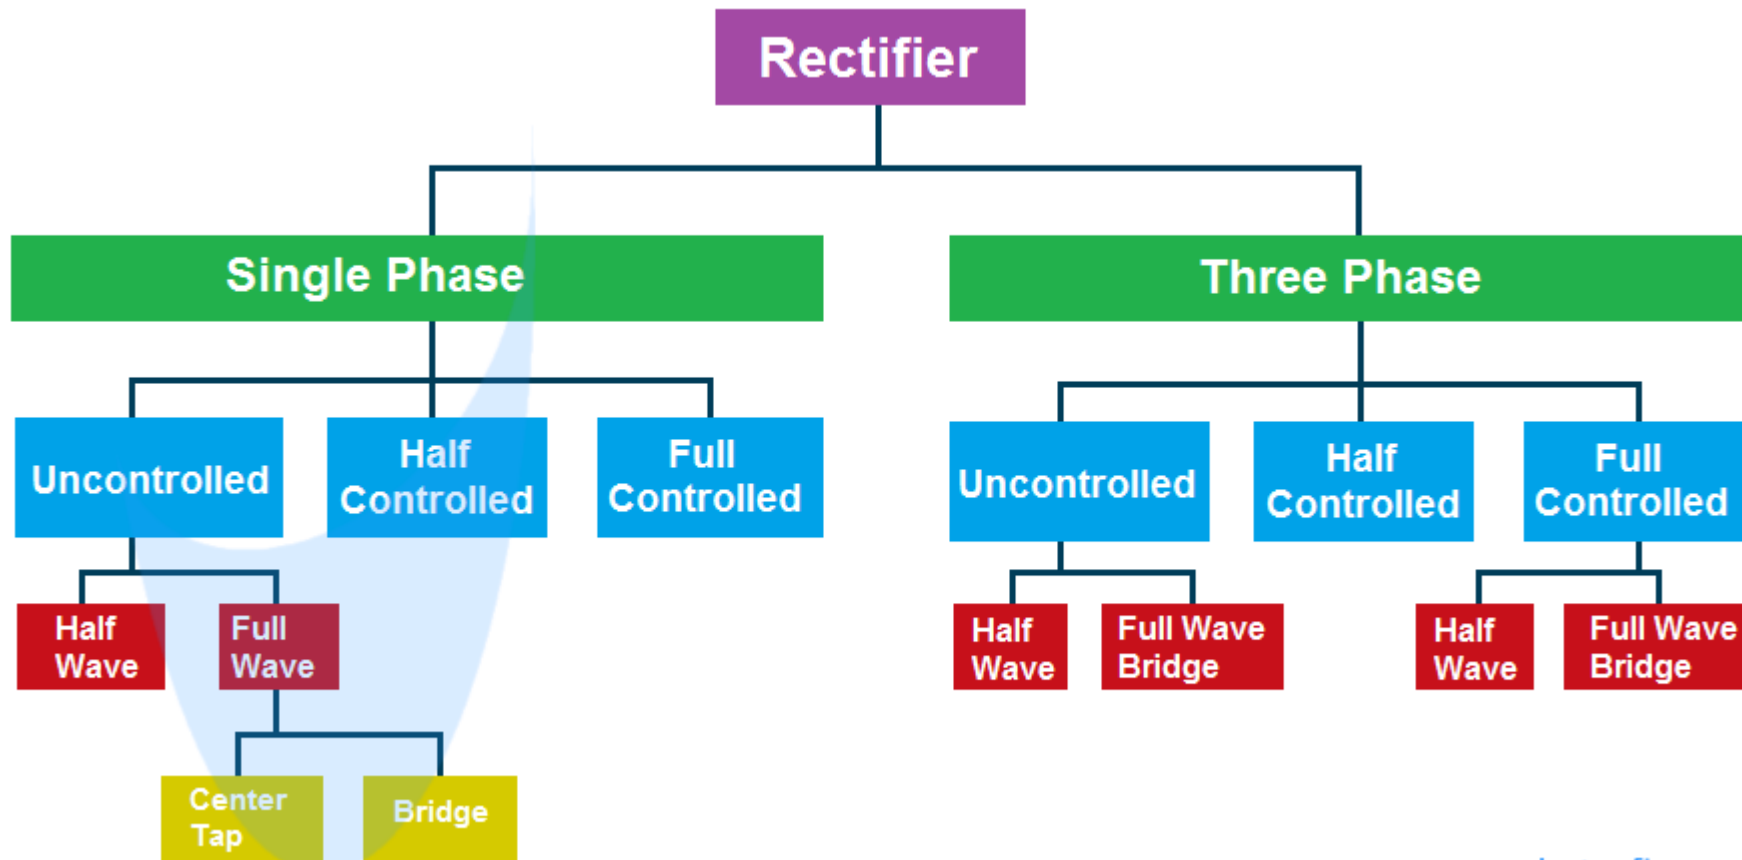 Rectifier
Single Phase
Three Phase
Uncontrolled
Half
Controlled
Full
Controlled
Uncontrolled
Half
Controlled
Full
Controlled
Half
Wave
Full
Wave
Half
Wave
Full Wave
Bridge
Half
Wave
Full Wave
Bridge
Center
Tap
Bridge